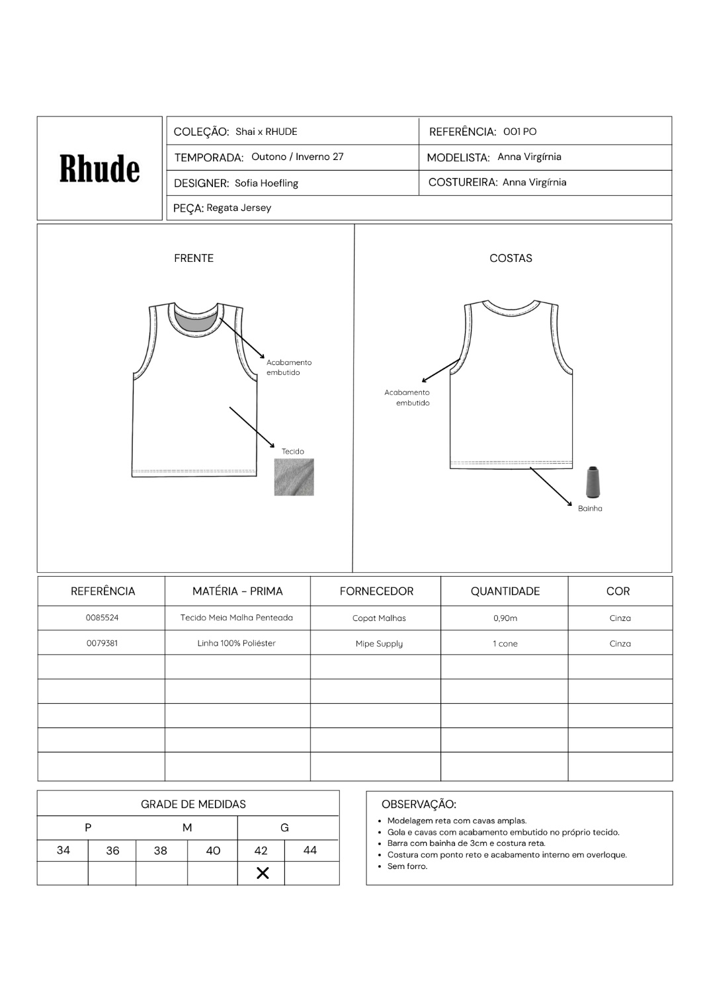 Rhude
COLEÇÃO: Shai x RHUDE
REFERÊNCIA: 001 PO
TEMPORADA: Outono / Inverno 27
MODELISTA: Anna Virgírnia
DESIGNER: Sofia Hoefling
COSTUREIRA: Anna Virgírnia
PEÇA: Regata Jersey
FRENTE
COSTAS
Acabamento
embutido
Acabamento
embutido
Tecido
Bainha
REFERÊNCIA MATÉRIA - PRIMA FORNECEDOR QUANTIDADE COR
0085524 Tecido Meia Malha Penteada Copat Malhas 0,90m Cinza
0079381 Linha 100% Poliéster Mipe Supply 1 cone Cinza
GRADE DE MEDIDAS
P M G
34 36 38 40 42 44
X
OBSERVAÇÃO:
• Modelagem reta com cavas amplas.
• Gola e cavas com acabamento embutido no próprio tecido.
• Barra com bainha de 3cm e costura reta.
• Costura com ponto reto e acabamento interno em overloque.
• Sem forro.